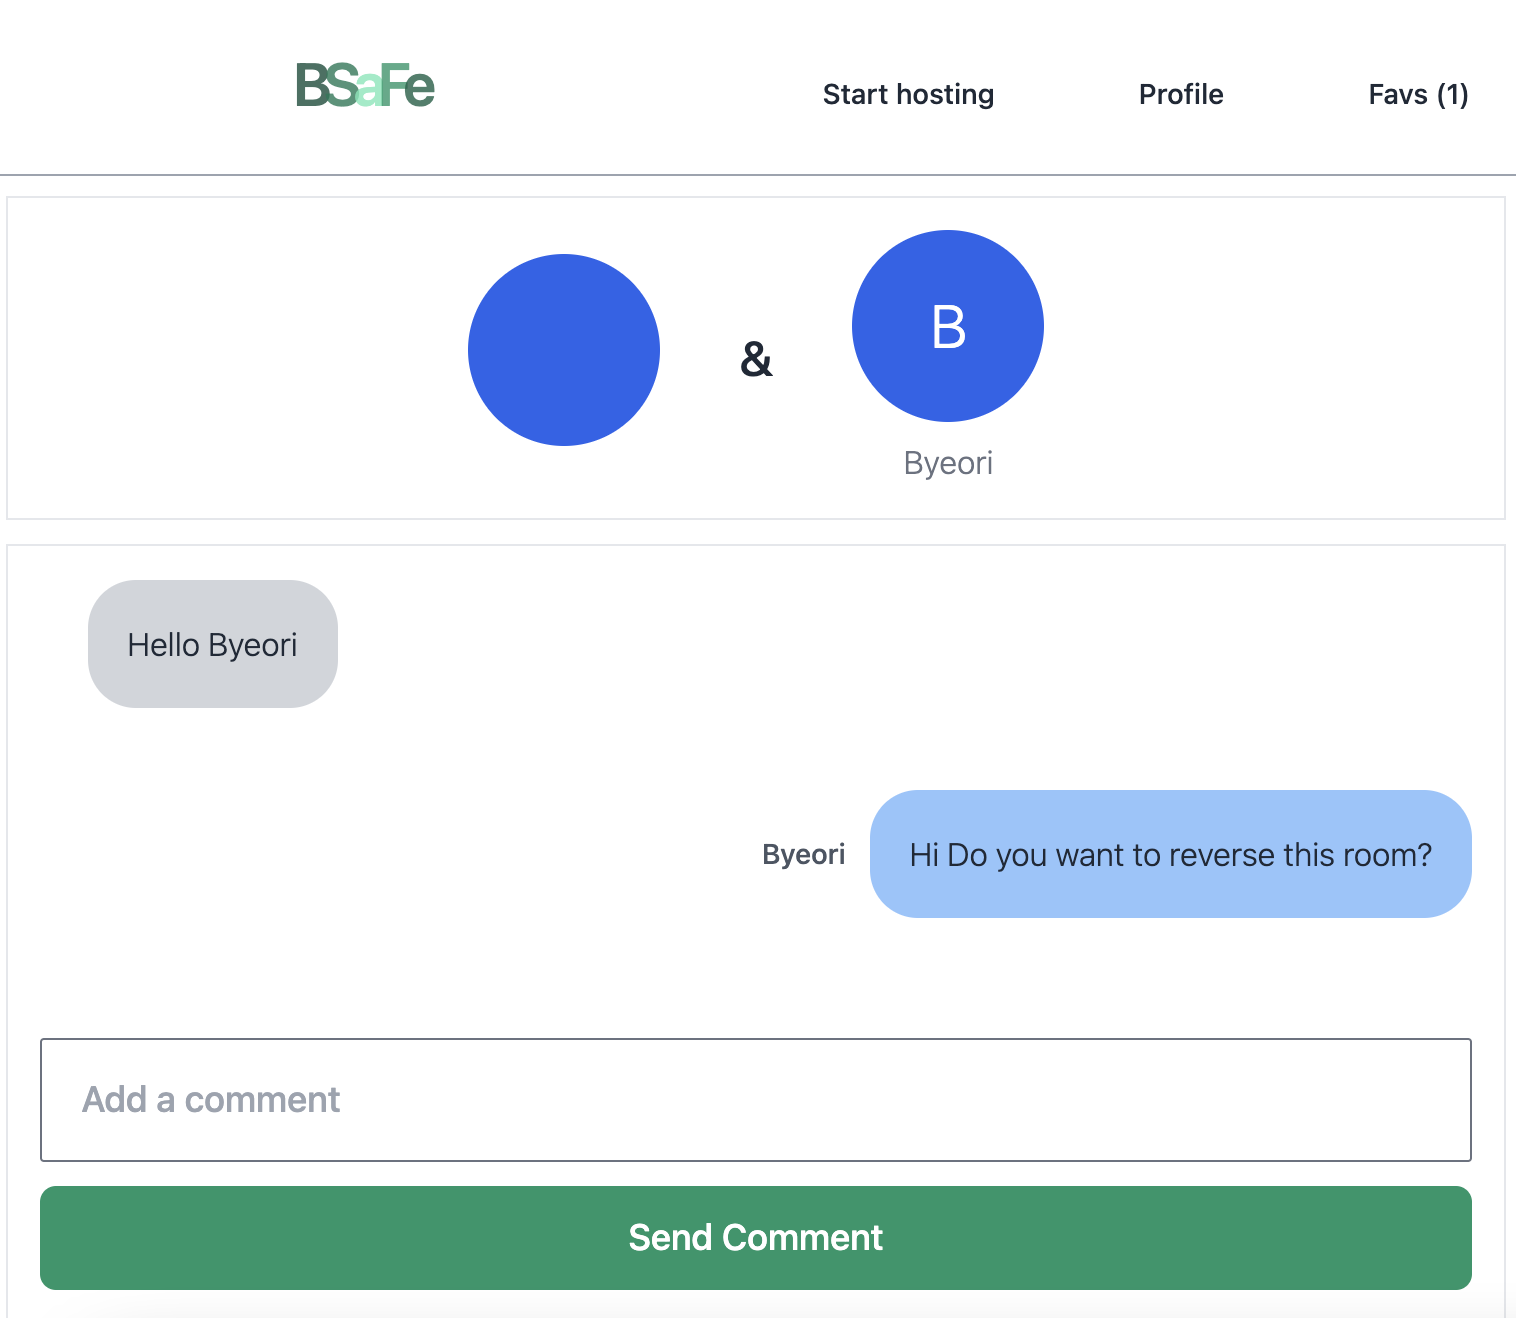 BSaFe
Start hosting
Profile
Favs (1)
&
B
Byeori
Hello Byeori
Byeori
Hi Do you want to reverse this room?
Add a comment
Send Comment